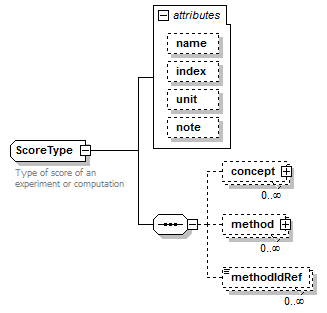 attributes
name
index
unit
note
ScoreType
Type of score of an
experiment or computation
concept
0..∞
method
0..∞
methodIdRef
0..∞